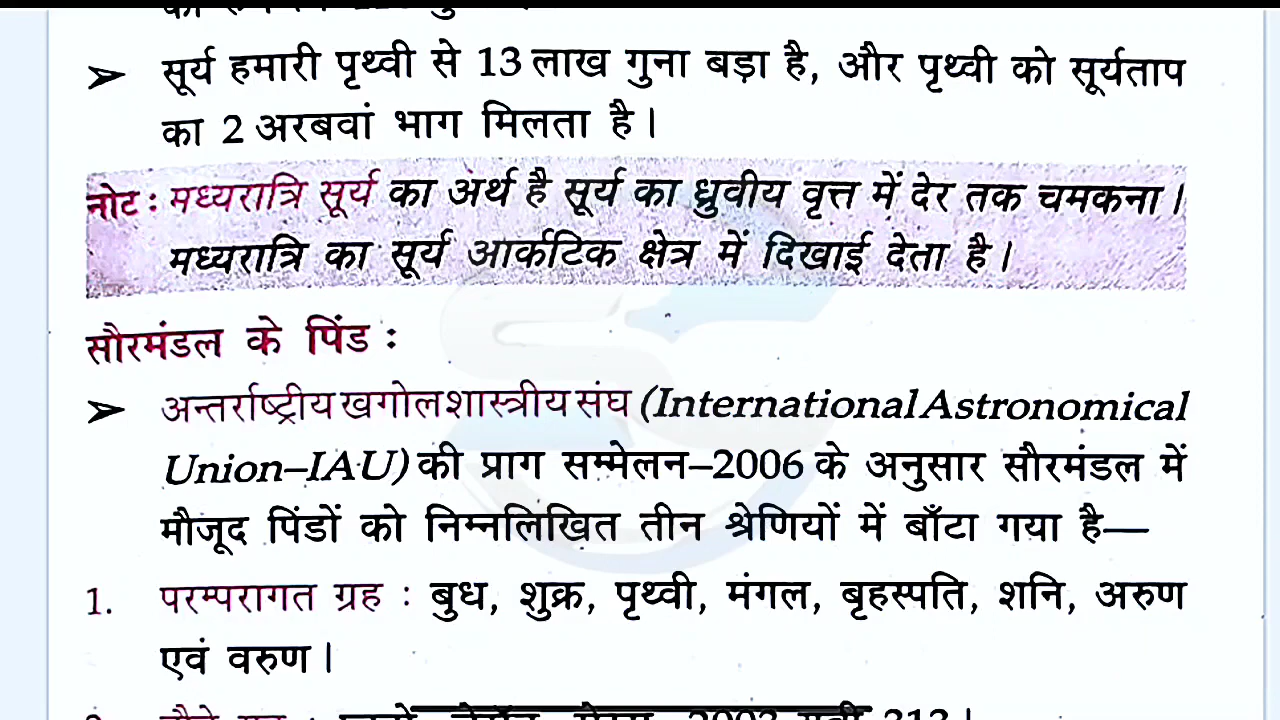 ➢ सूर्य हमारी पृथ्वी से 13 लाख गुना बड़ा है, और पृथ्वी को सूर्यताप
का 2 अरबवां भाग मिलता है।
नोट : मध्यरात्रि सूर्य का अर्थ है सूर्य का ध्रुवीय वृत्त में देर तक चमकना।
मध्यरात्रि का सूर्य आर्कटिक क्षेत्र में दिखाई देता है।
सौरमंडल के पिंड :
➢ अन्तर्राष्ट्रीय खगोलशास्त्रीय संघ (International Astronomical
Union–IAU) की प्राग सम्मेलन–2006 के अनुसार सौरमंडल में
मौजूद पिंडों को निम्नलिखित तीन श्रेणियों में बाँटा गया है—
1. परम्परागत ग्रह : बुध, शुक्र, पृथ्वी, मंगल, बृहस्पति, शनि, अरुण
एवं वरुण।